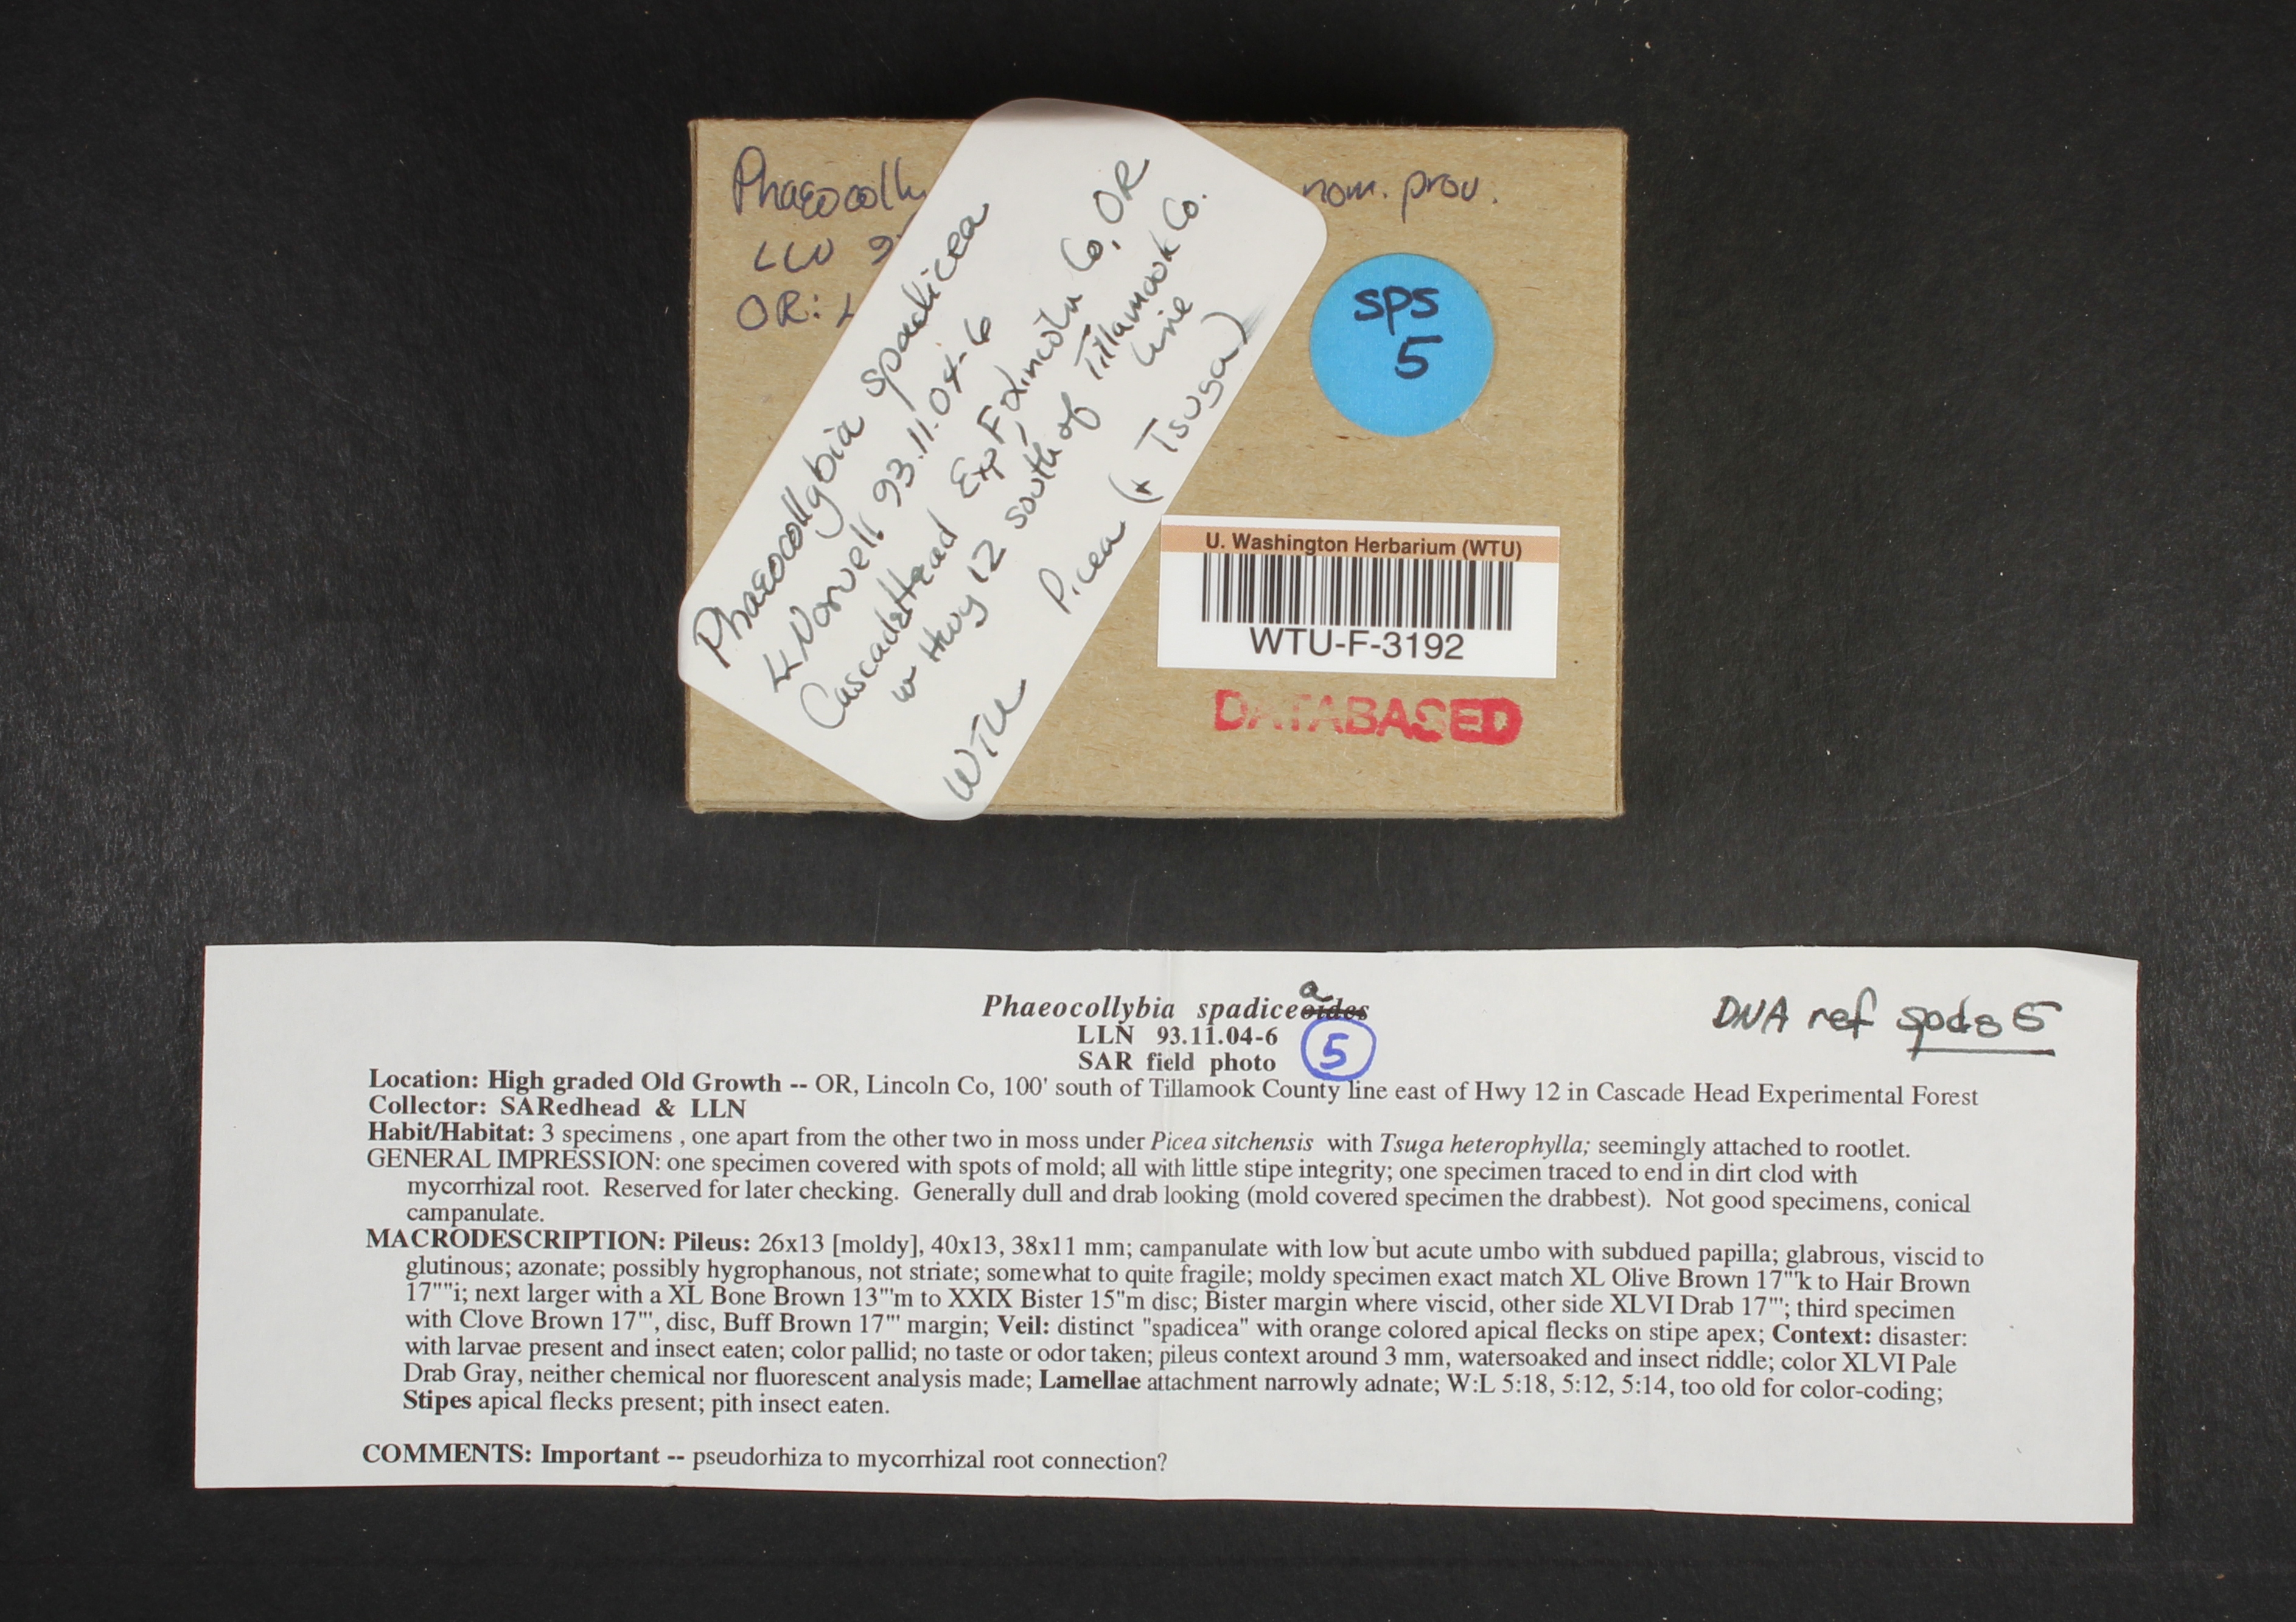 Phaeocolly nom. prov.
LLN 9
OR: L
Phaeocollybia spadicea
LLNorvell 93.11.04-6
Cascade Head Exp F Lincoln Co, OR
w Hwy 12 south of Tillamook Co.
line
Picea (+ Tsuga)
WTU
sps
5
U. Washington Herbarium (WTU)
WTU-F-3192
DATABASED
Phaeocollybia spadiceoides a
LLN 93.11.04-6
SAR field photo
5
DNA ref spds 5
Location: High graded Old Growth -- OR, Lincoln Co, 100' south of Tillamook County line east of Hwy 12 in Cascade Head Experimental Forest
Collector: SARedhead & LLN
Habit/Habitat: 3 specimens , one apart from the other two in moss under Picea sitchensis with Tsuga heterophylla; seemingly attached to rootlet.
GENERAL IMPRESSION: one specimen covered with spots of mold; all with little stipe integrity; one specimen traced to end in dirt clod with
mycorrhizal root. Reserved for later checking. Generally dull and drab looking (mold covered specimen the drabbest). Not good specimens, conical
campanulate.
MACRODESCRIPTION: Pileus: 26x13 [moldy], 40x13, 38x11 mm; campanulate with low but acute umbo with subdued papilla; glabrous, viscid to
glutinous; azonate; possibly hygrophanous, not striate; somewhat to quite fragile; moldy specimen exact match XL Olive Brown 17"'k to Hair Brown
17""i; next larger with a XL Bone Brown 13"'m to XXIX Bister 15"m disc; Bister margin where viscid, other side XLVI Drab 17"'; third specimen
with Clove Brown 17"', disc, Buff Brown 17"' margin; Veil: distinct "spadicea" with orange colored apical flecks on stipe apex; Context: disaster:
with larvae present and insect eaten; color pallid; no taste or odor taken; pileus context around 3 mm, watersoaked and insect riddle; color XLVI Pale
Drab Gray, neither chemical nor fluorescent analysis made; Lamellae attachment narrowly adnate; W:L 5:18, 5:12, 5:14, too old for color-coding;
Stipes apical flecks present; pith insect eaten.
COMMENTS: Important -- pseudorhiza to mycorrhizal root connection?